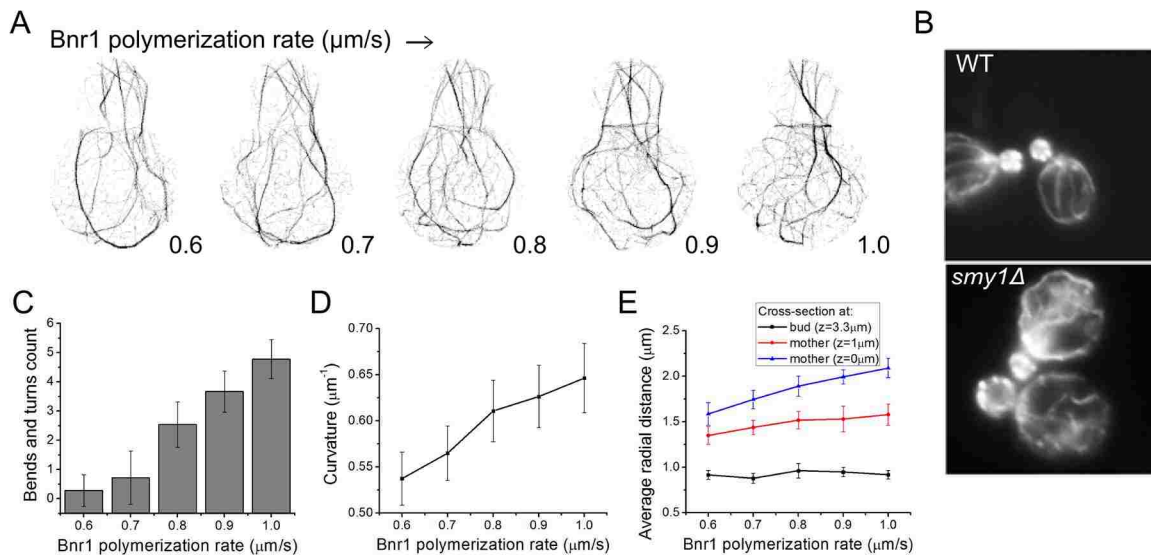 A
Bnr1 polymerization rate (μm/s) →
0.6
0.7
0.8
0.9
1.0
B
WT
smy1Δ
C
Bends and turns count
6
5
4
3
2
1
0
0.6 0.7 0.8 0.9 1.0
Bnr1 polymerization rate (μm/s)
D
Curvature (μm⁻¹)
0.70
0.65
0.60
0.55
0.50
0.6 0.7 0.8 0.9 1.0
Bnr1 polymerization rate (μm/s)
E
Average radial distance (μm)
Cross-section at:
bud (z=3.3μm)
mother (z=1μm)
mother (z=0μm)
2.5
2.0
1.5
1.0
0.5
0.6 0.7 0.8 0.9 1.0
Bnr1 polymerization rate (μm/s)